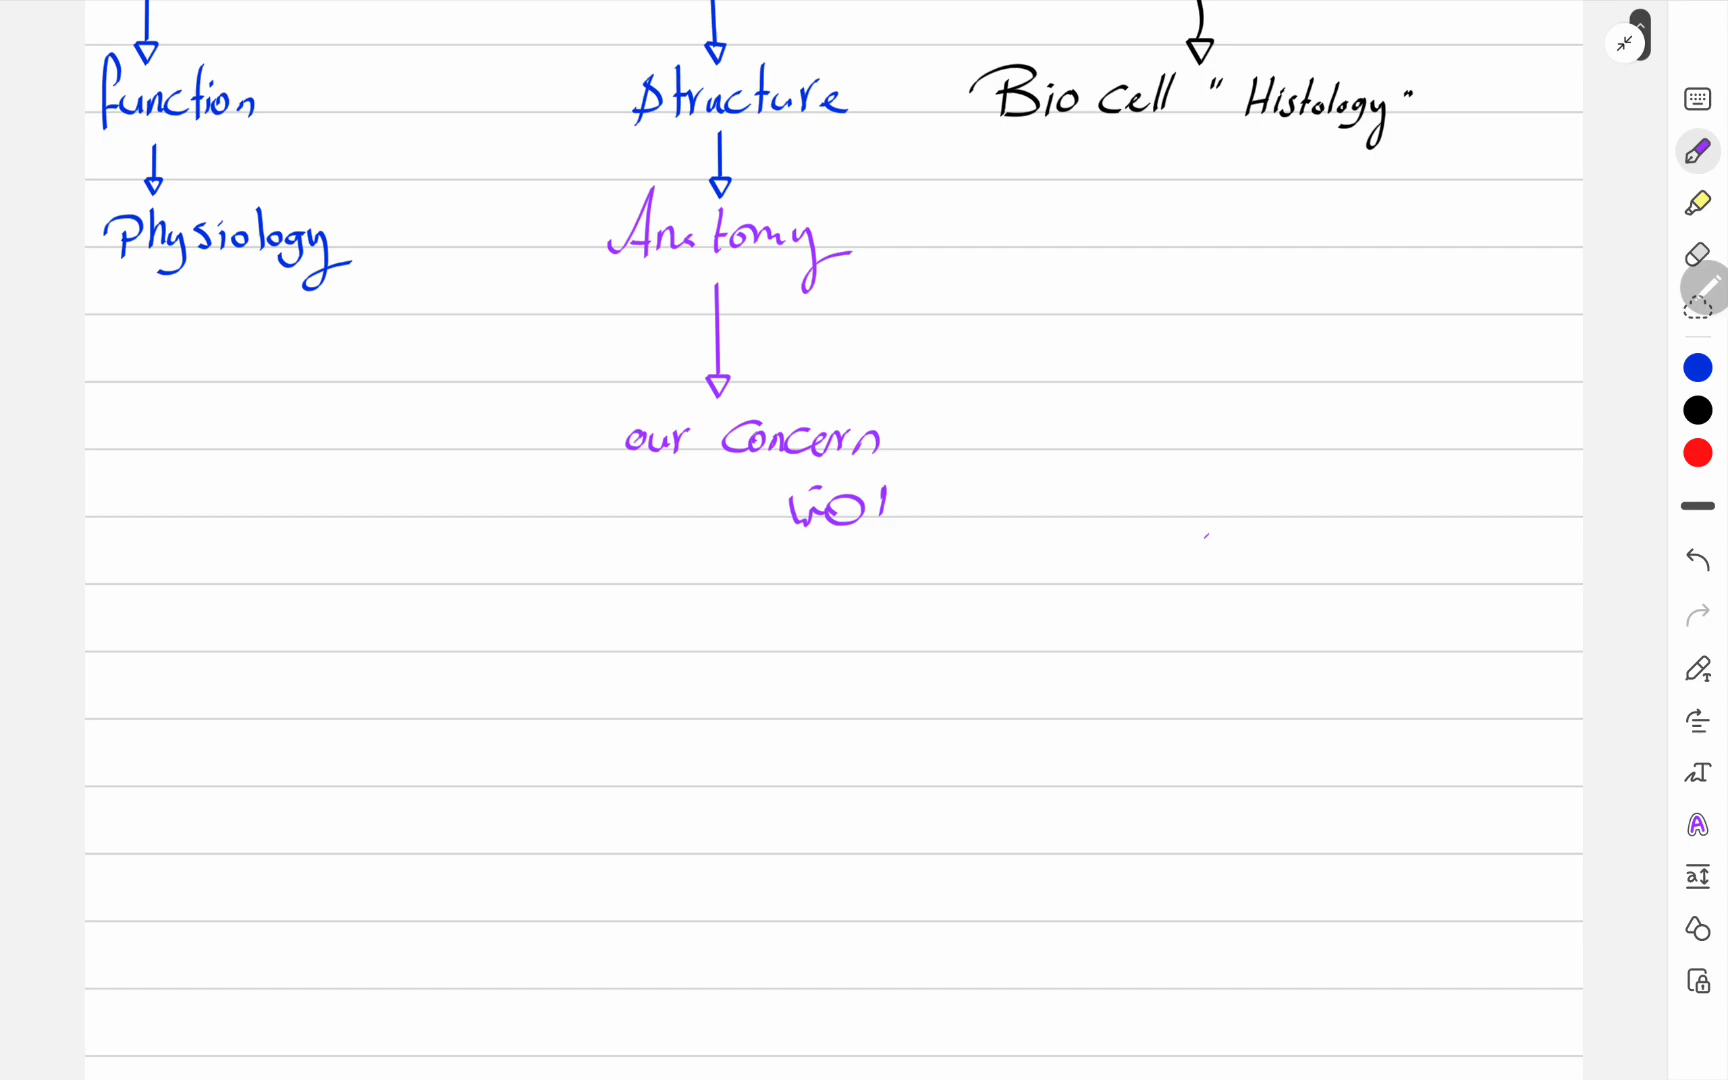 function
Structure
Bio Cell " Histology "
Physiology
Anatomy
our Concern